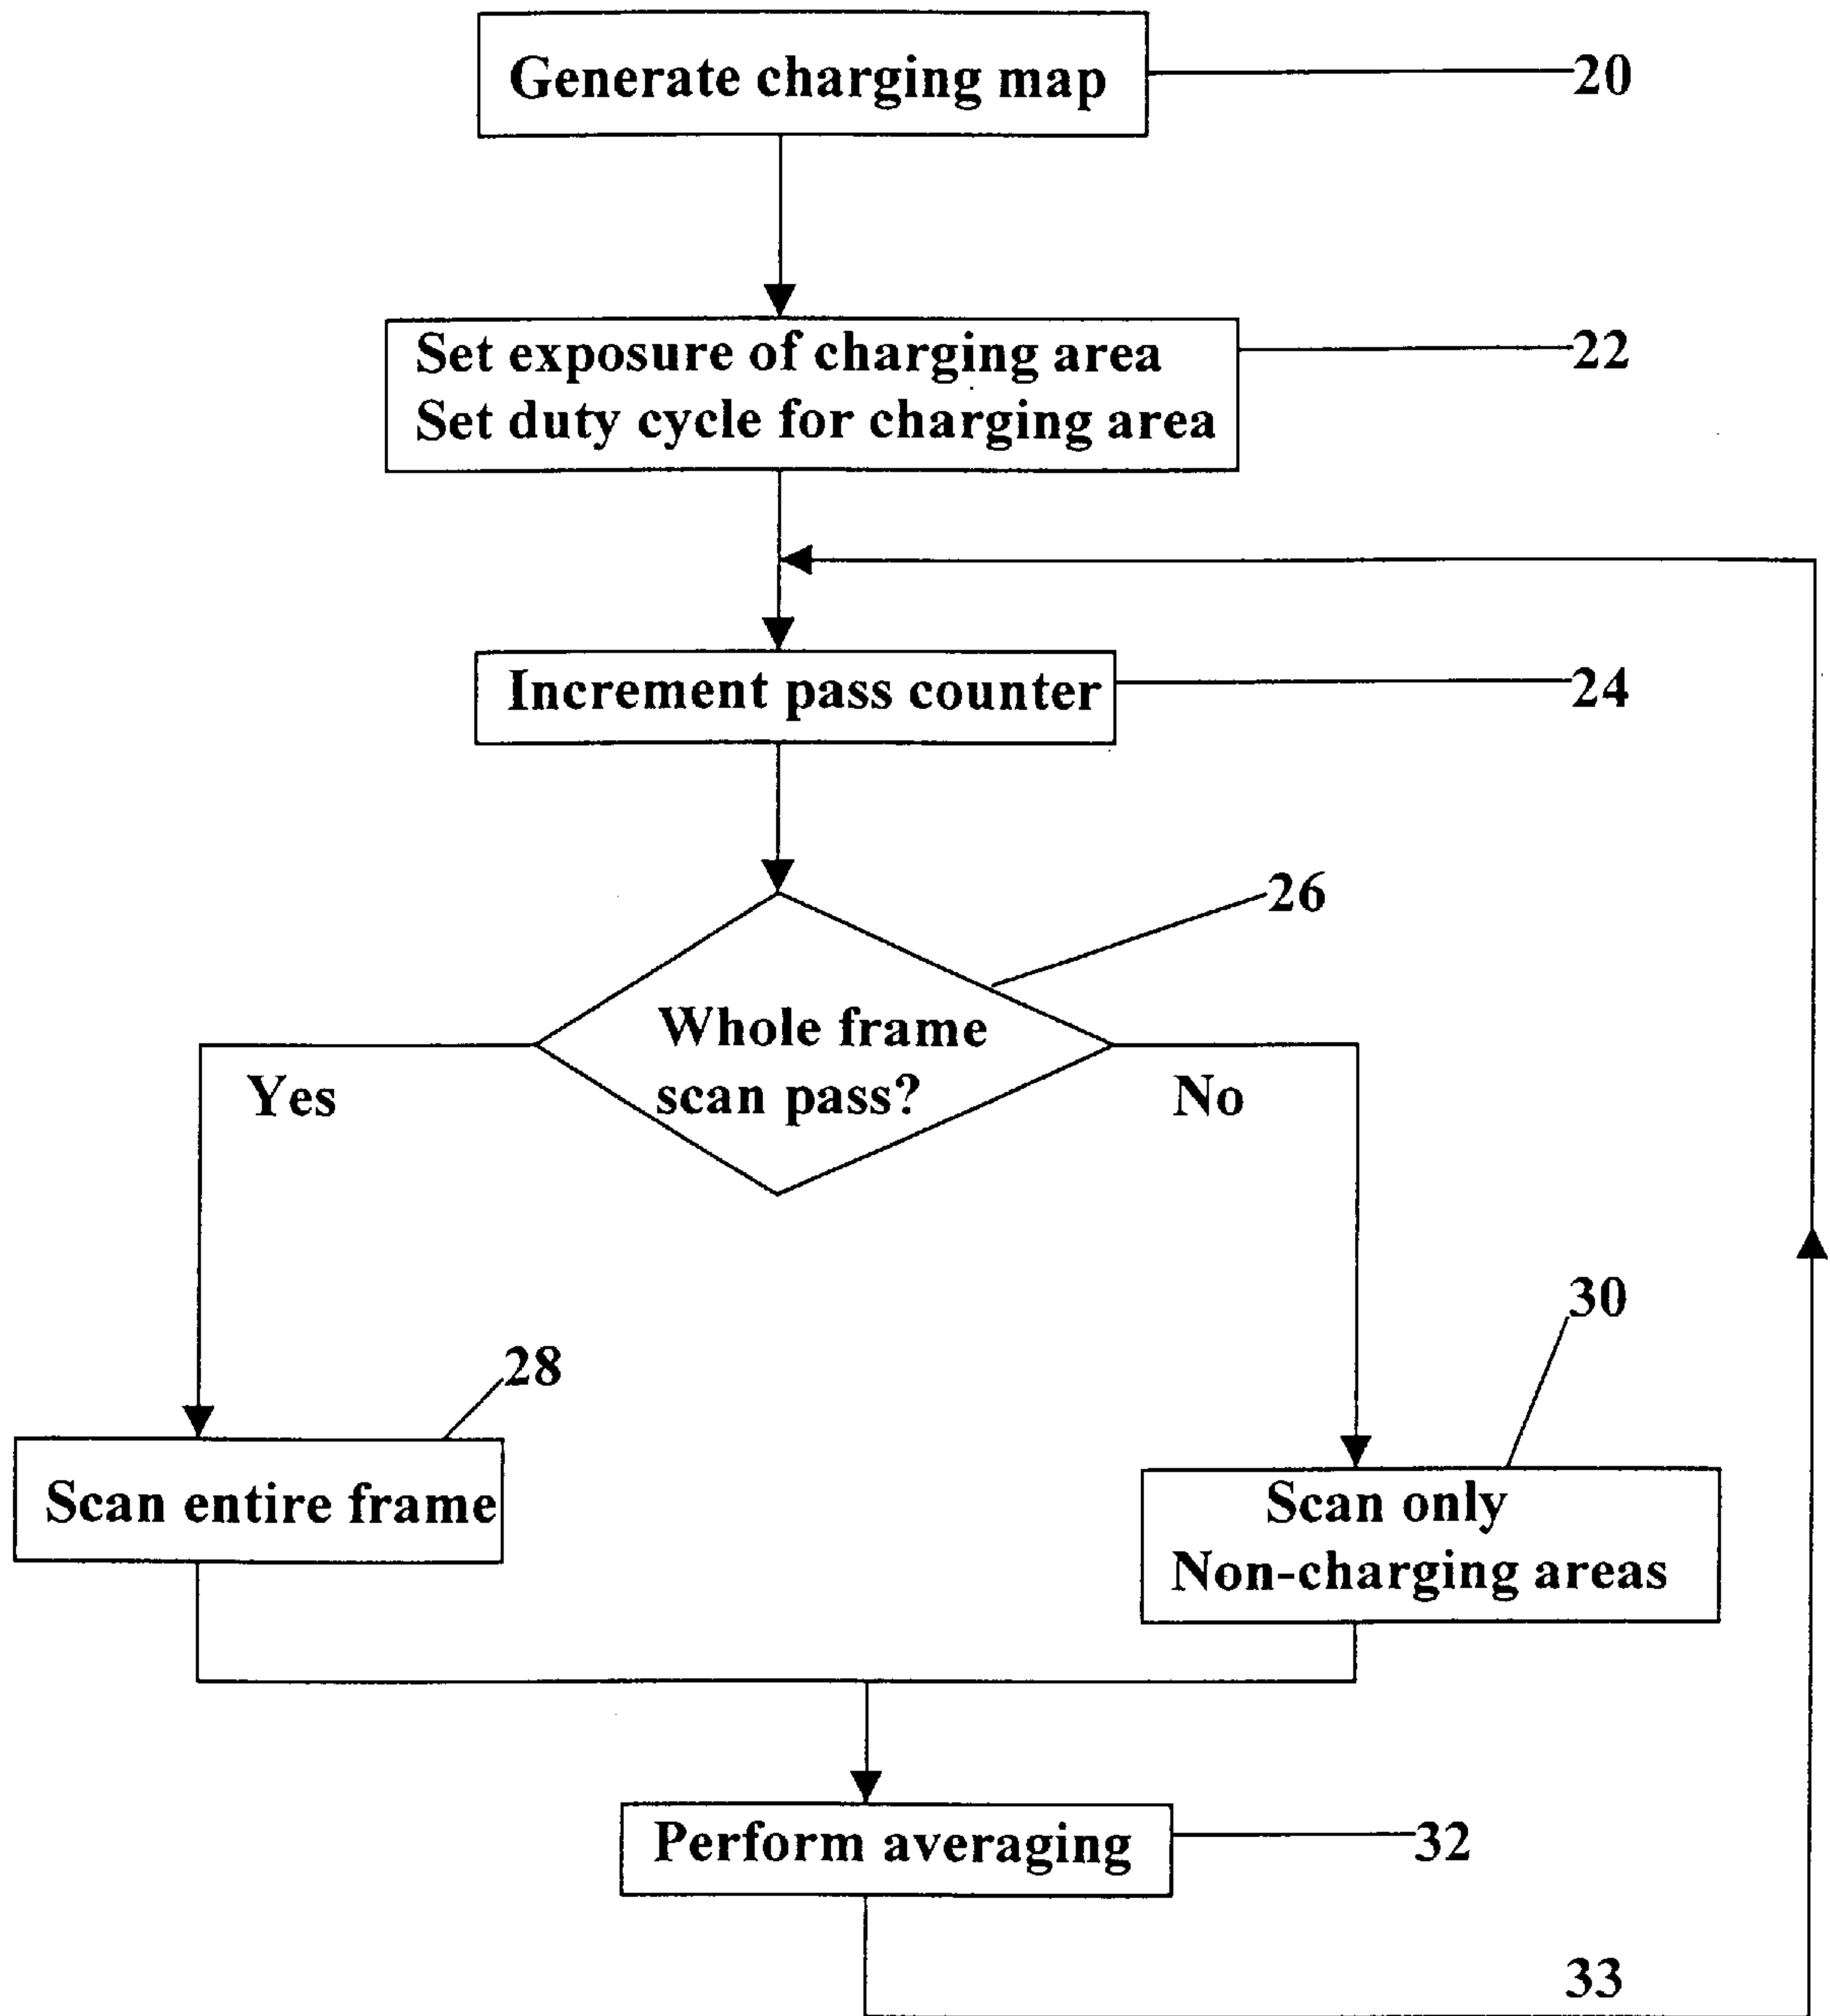 Generate charging map
20
Set exposure of charging area
Set duty cycle for charging area
22
Increment pass counter
24
26
Whole frame
scan pass?
Yes
No
30
28
Scan entire frame
Scan only
Non-charging areas
Perform averaging
32
33